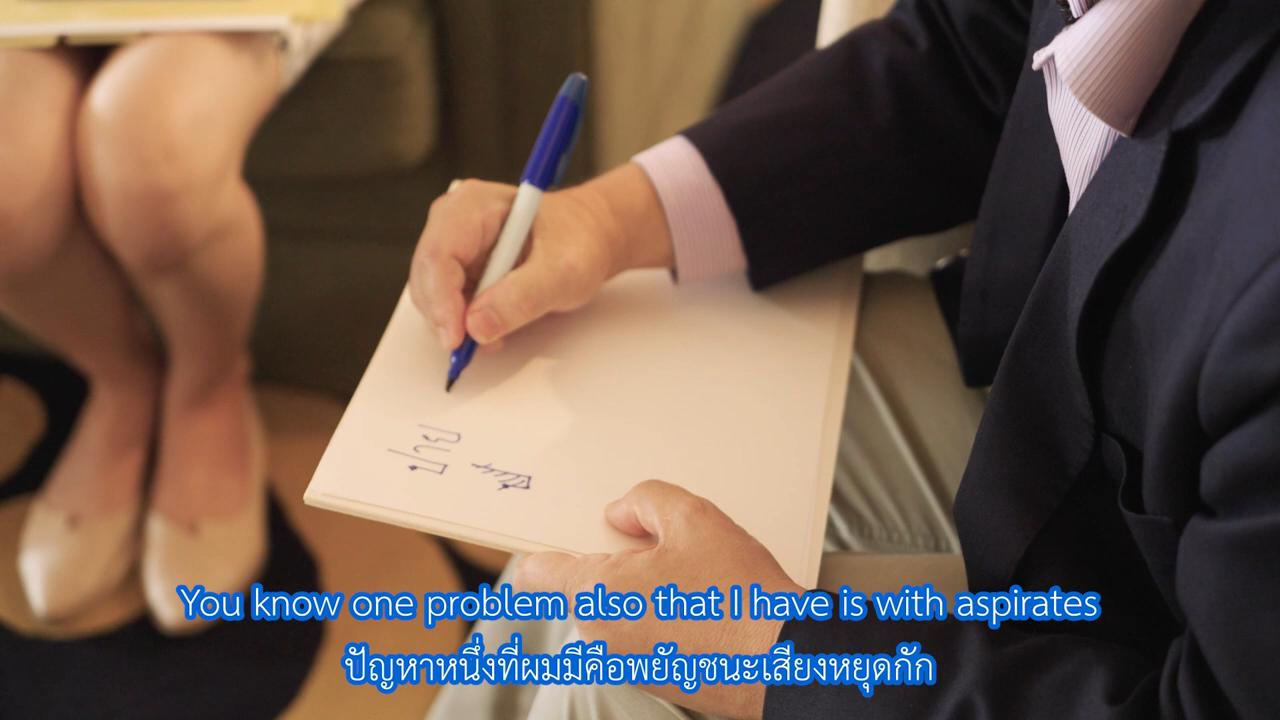 You know one problem also that I have is with aspirates
ปัญหาหนึ่งที่ผมมีคือพยัญชนะเสียงหยุดกัก